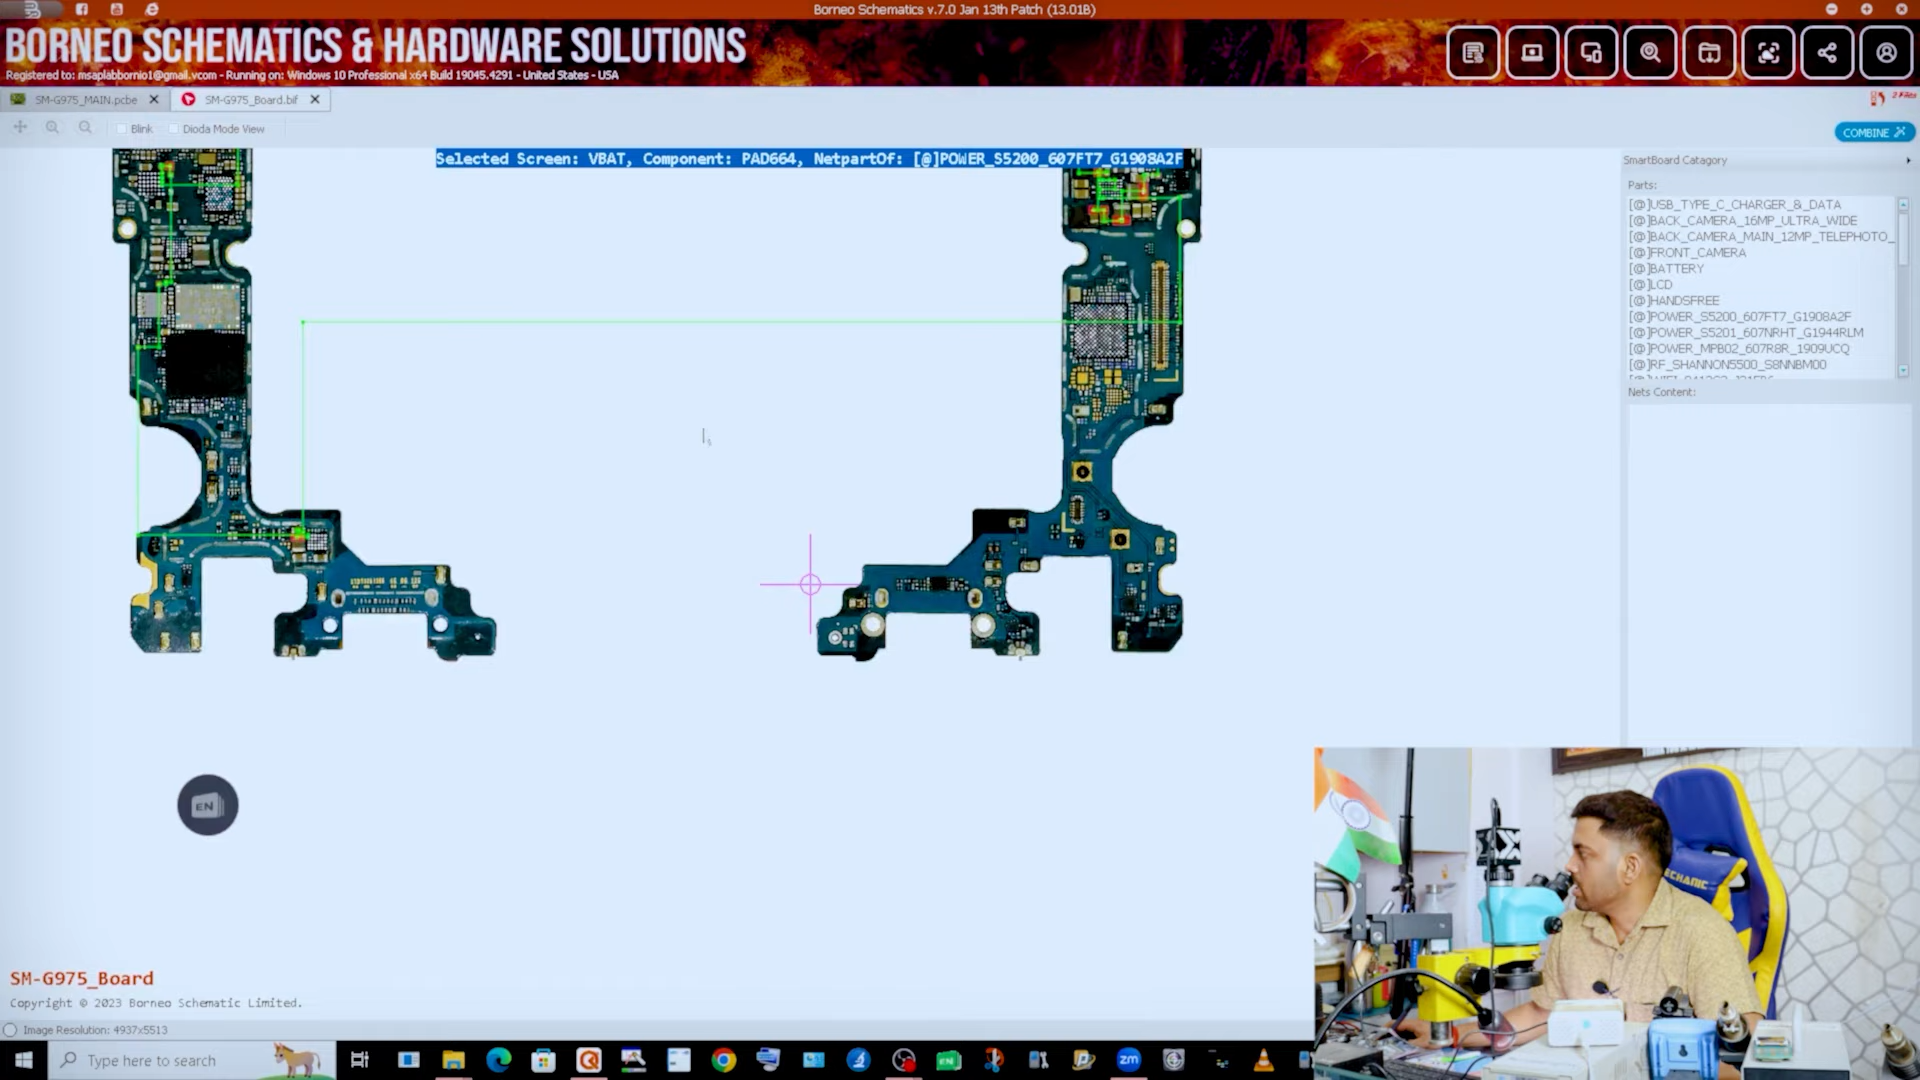 Borneo Schematics v.7.0 Jan 13th Patch (13.01B)
BORNEO SCHEMATICS & HARDWARE SOLUTIONS
Registered to: msaplabbornio1@gmail.vcom - Running on: Windows 10 Professional x64 Build 19045.4291 - United States - USA
SM-G975_MAIN.pcbe
SM-G975_Board.bif
Blink
Dioda Mode View
COMBINE
Selected Screen: VBAT, Component: PAD664, NetpartOf: [@]POWER_S5200_607FT7_G1908A2F
SmartBoard Catagory
Parts:
[@]USB_TYPE_C_CHARGER_&_DATA
[@]BACK_CAMERA_16MP_ULTRA_WIDE
[@]BACK_CAMERA_MAIN_12MP_TELEPHOTO_
[@]FRONT_CAMERA
[@]BATTERY
[@]LCD
[@]HANDSFREE
[@]POWER_S5200_607FT7_G1908A2F
[@]POWER_S5201_607NRHT_G1944RLM
[@]POWER_MPB02_607R8R_1909UCQ
[@]RF_SHANNON5500_S8NNBM00
Nets Content:
EN
ECHANIC
SM-G975_Board
Copyright © 2023 Borneo Schematic Limited.
Image Resolution: 4937x5513
Type here to search
zm